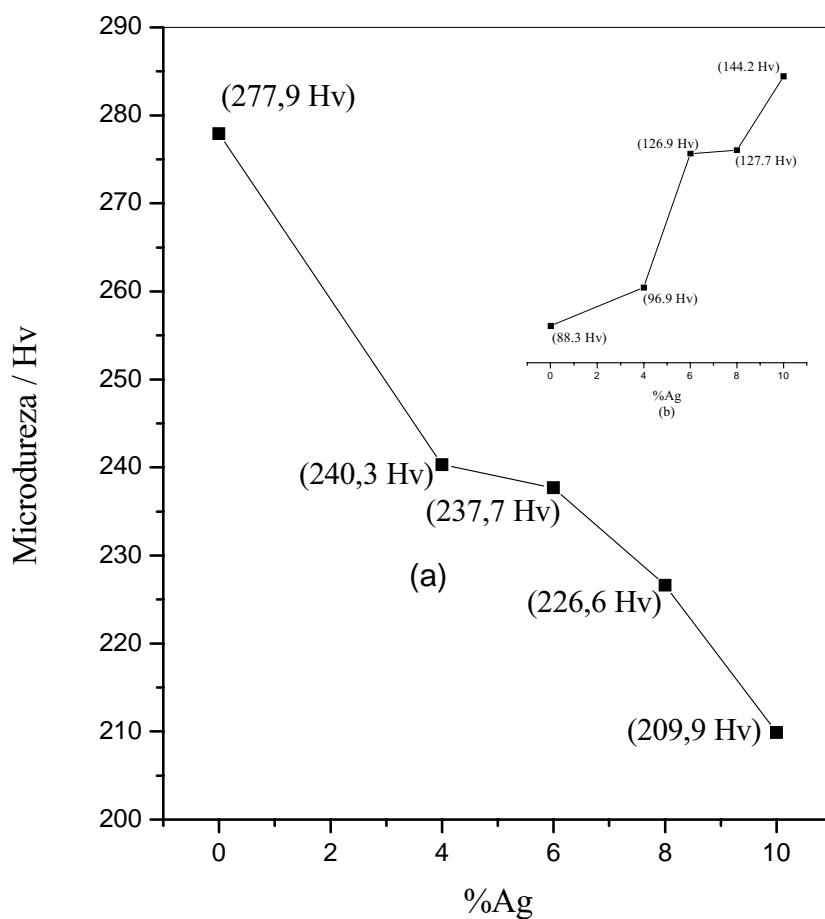 290
280
270
260
250
240
230
220
210
200
Microdureza / Hv
(277,9 Hv)
(240,3 Hv)
(237,7 Hv)
(a)
(226,6 Hv)
(209,9 Hv)
0 2 4 6 8 10
%Ag
(144.2 Hv)
(126.9 Hv)
(127.7 Hv)
(96.9 Hv)
(88.3 Hv)
0 2 4 6 8 10
%Ag
(b)